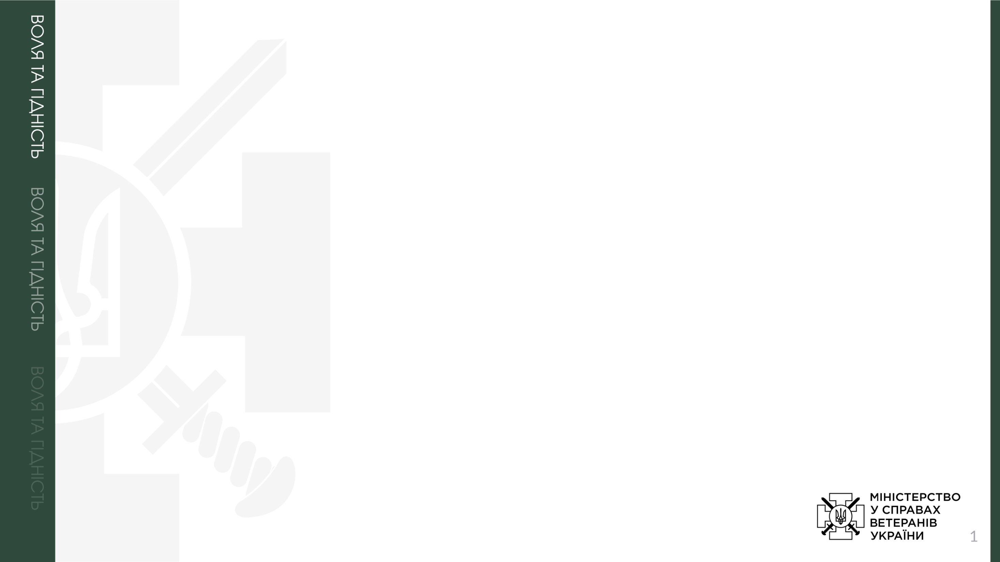 ВОЛЯ ТА ГІДНІСТЬ
ВОЛЯ ТА ГІДНІСТЬ
ВОЛЯ ТА ГІДНІСТЬ
МІНІСТЕРСТВО
У СПРАВАХ
ВЕТЕРАНІВ
УКРАЇНИ
1